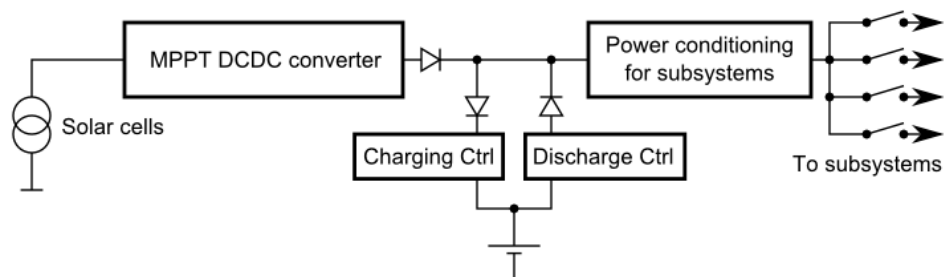 MPPT DCDC converter
Power conditioning
for subsystems
Solar cells
Charging Ctrl
Discharge Ctrl
To subsystems